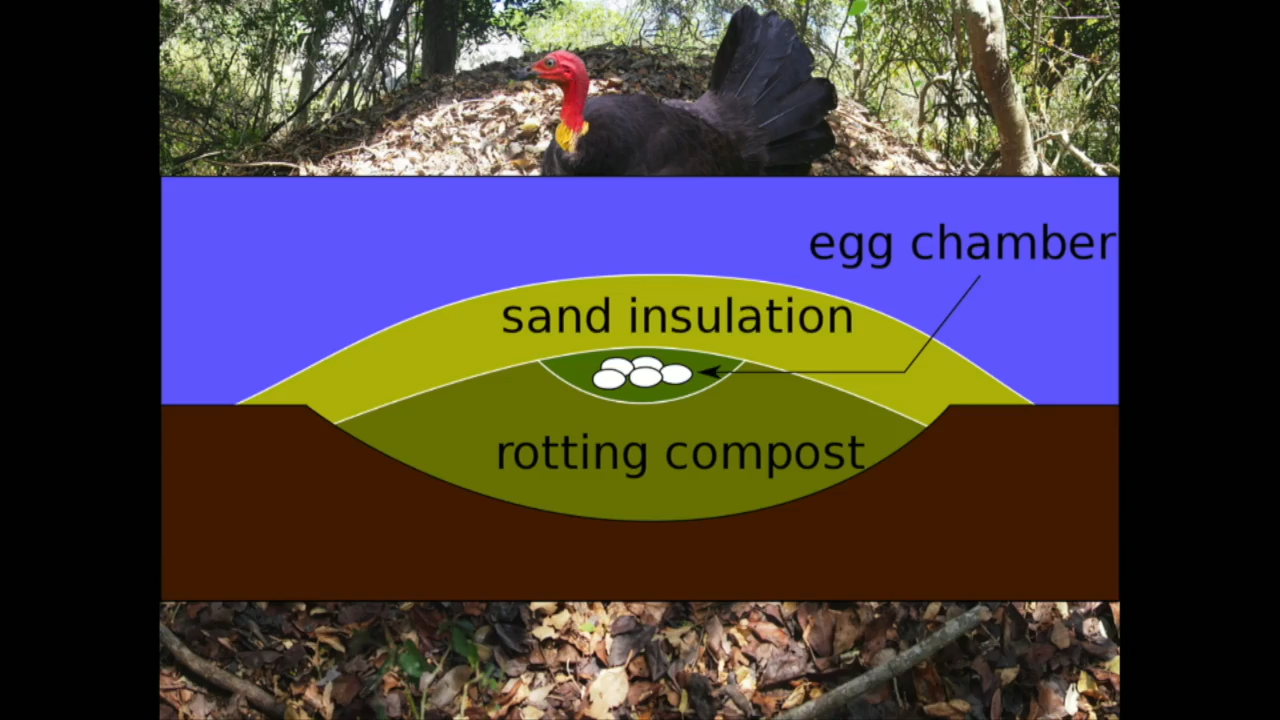 egg chamber
sand insulation
rotting compost